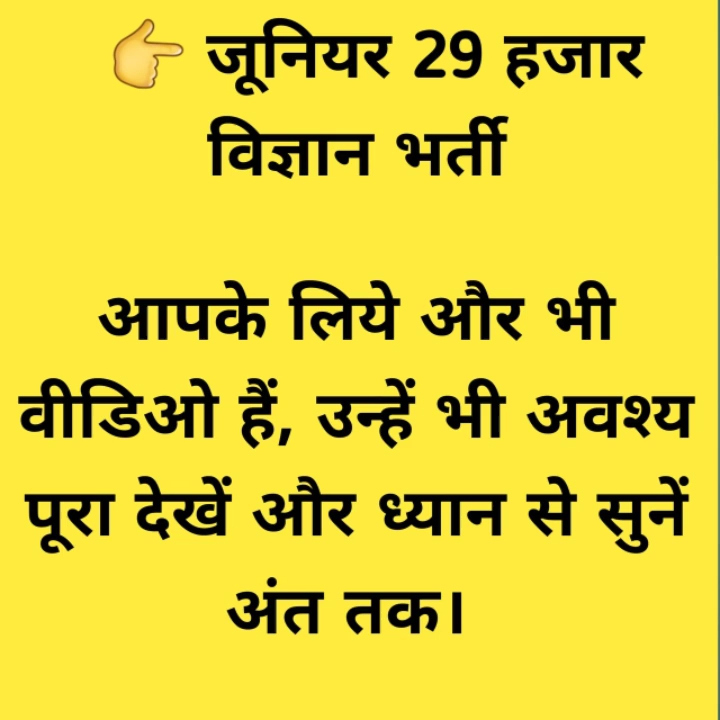 👉 जूनियर 29 हजार
विज्ञान भर्ती
आपके लिये और भी
वीडिओ हैं, उन्हें भी अवश्य
पूरा देखें और ध्यान से सुनें
अंत तक।